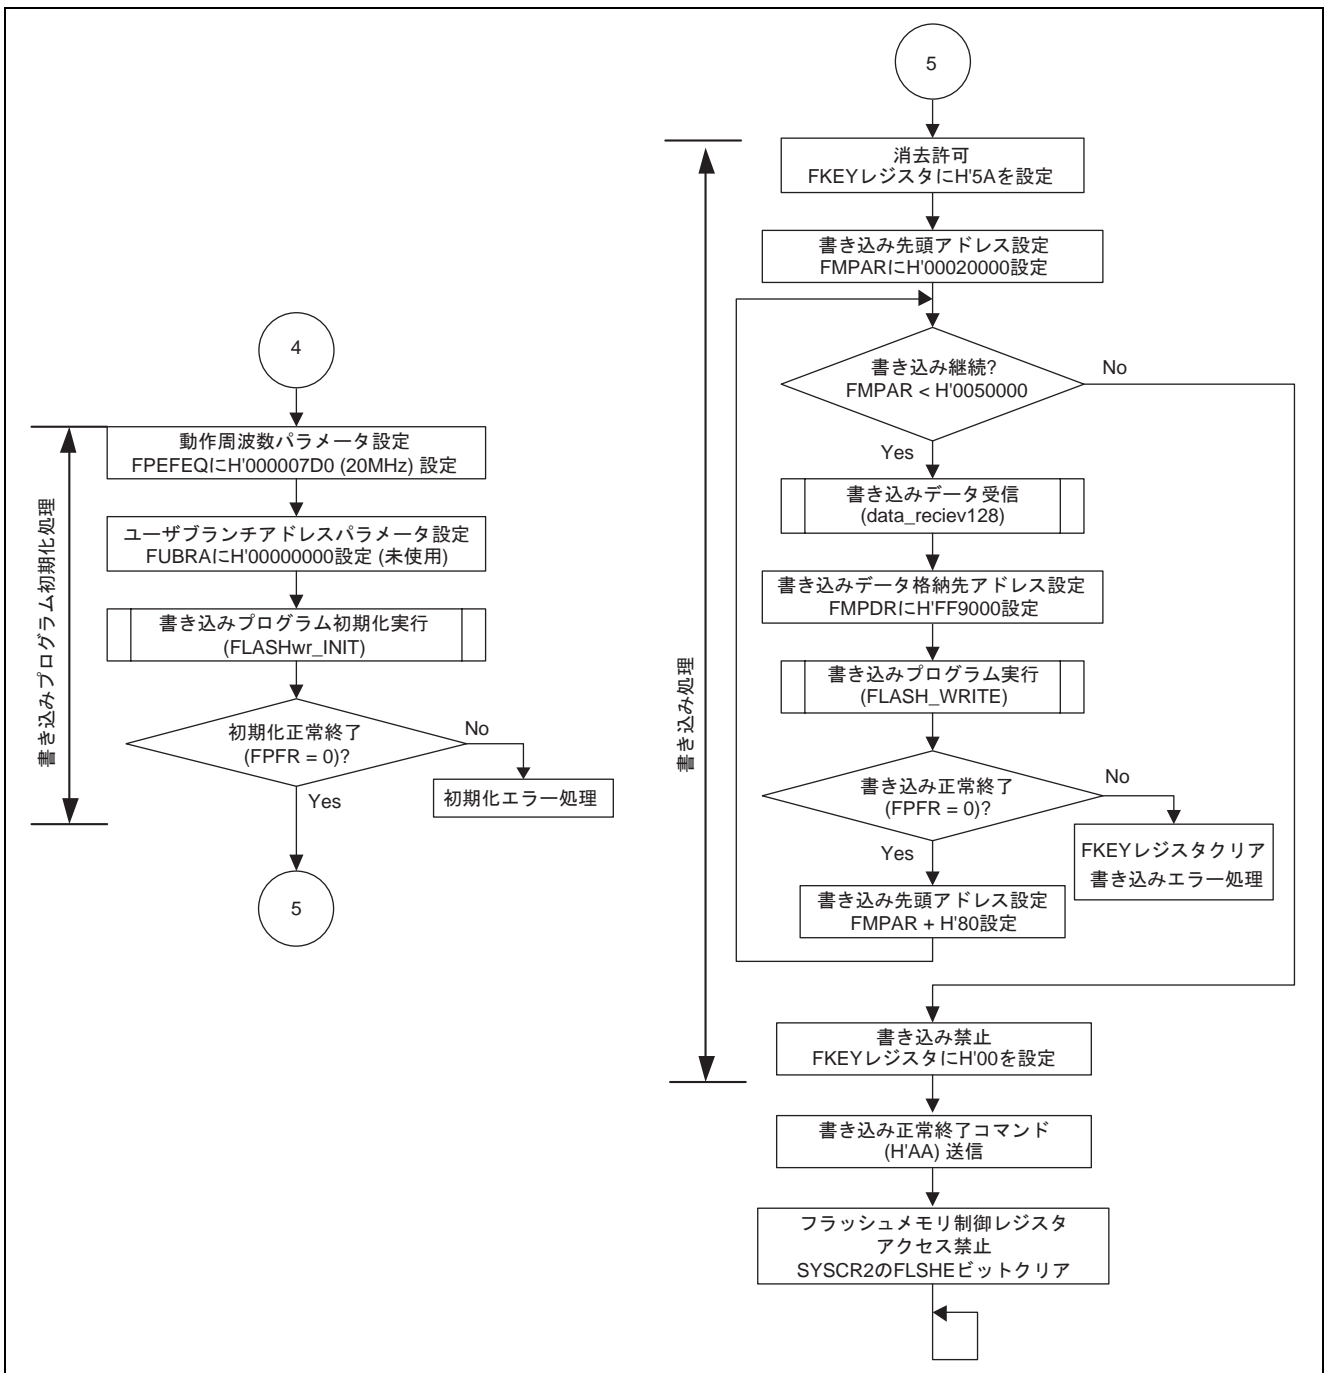 4
動作周波数パラメータ設定
FPEFEQにH'000007D0 (20MHz) 設定
ユーザブランチアドレスパラメータ設定
FUBRAにH'00000000設定 (未使用)
書き込みプログラム初期化実行
(FLASHwr_INIT)
初期化正常終了
(FPFR = 0)?
No
初期化エラー処理
Yes
5
書き込みプログラム初期化処理
5
消去許可
FKEYレジスタにH'5Aを設定
書き込み先頭アドレス設定
FMPARにH'00020000設定
書き込み継続?
FMPAR < H'0050000
No
Yes
書き込みデータ受信
(data_reciev128)
書き込みデータ格納先アドレス設定
FMPDRにH'FF9000設定
書き込みプログラム実行
(FLASH_WRITE)
書き込み正常終了
(FPFR = 0)?
No
FKEYレジスタクリア
書き込みエラー処理
Yes
書き込み先頭アドレス設定
FMPAR + H'80設定
書き込み処理
書き込み禁止
FKEYレジスタにH'00を設定
書き込み正常終了コマンド
(H'AA) 送信
フラッシュメモリ制御レジスタ
アクセス禁止
SYSCR2のFLSHEビットクリア